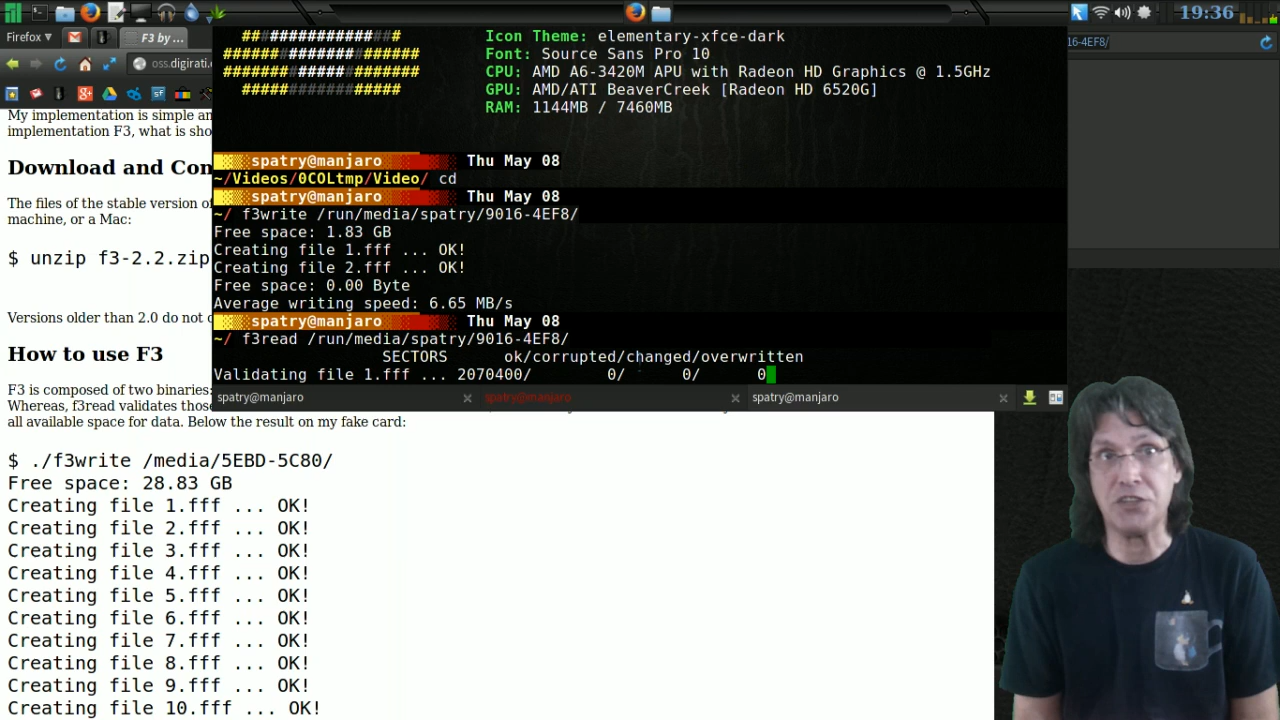 19:36
Firefox
F3 by ...
oss.digirati.c
16-4EF8/
My implementation is simple an
implementation F3, what is sho
Download and Con
The files of the stable version of
machine, or a Mac:
$ unzip f3-2.2.zip
Versions older than 2.0 do not c
How to use F3
F3 is composed of two binaries:
Whereas, f3read validates those
all available space for data. Below the result on my fake card:
$ ./f3write /media/5EBD-5C80/
Free space: 28.83 GB
Creating file 1.fff ... OK!
Creating file 2.fff ... OK!
Creating file 3.fff ... OK!
Creating file 4.fff ... OK!
Creating file 5.fff ... OK!
Creating file 6.fff ... OK!
Creating file 7.fff ... OK!
Creating file 8.fff ... OK!
Creating file 9.fff ... OK!
Creating file 10.fff ... OK!
##############  # Icon Theme: elementary-xfce-dark
##################### Font: Source Sans Pro 10
##################### CPU: AMD A6-3420M APU with Radeon HD Graphics @ 1.5GHz
################# GPU: AMD/ATI BeaverCreek [Radeon HD 6520G]
RAM: 1144MB / 7460MB
spatry@manjaro Thu May 08
~/Videos/0COLtmp/Video/ cd
spatry@manjaro Thu May 08
~/ f3write /run/media/spatry/9016-4EF8/
Free space: 1.83 GB
Creating file 1.fff ... OK!
Creating file 2.fff ... OK!
Free space: 0.00 Byte
Average writing speed: 6.65 MB/s
spatry@manjaro Thu May 08
~/ f3read /run/media/spatry/9016-4EF8/
SECTORS ok/corrupted/changed/overwritten
Validating file 1.fff ... 2070400/ 0/ 0/ 0
spatry@manjaro
spatry@manjaro
spatry@manjaro